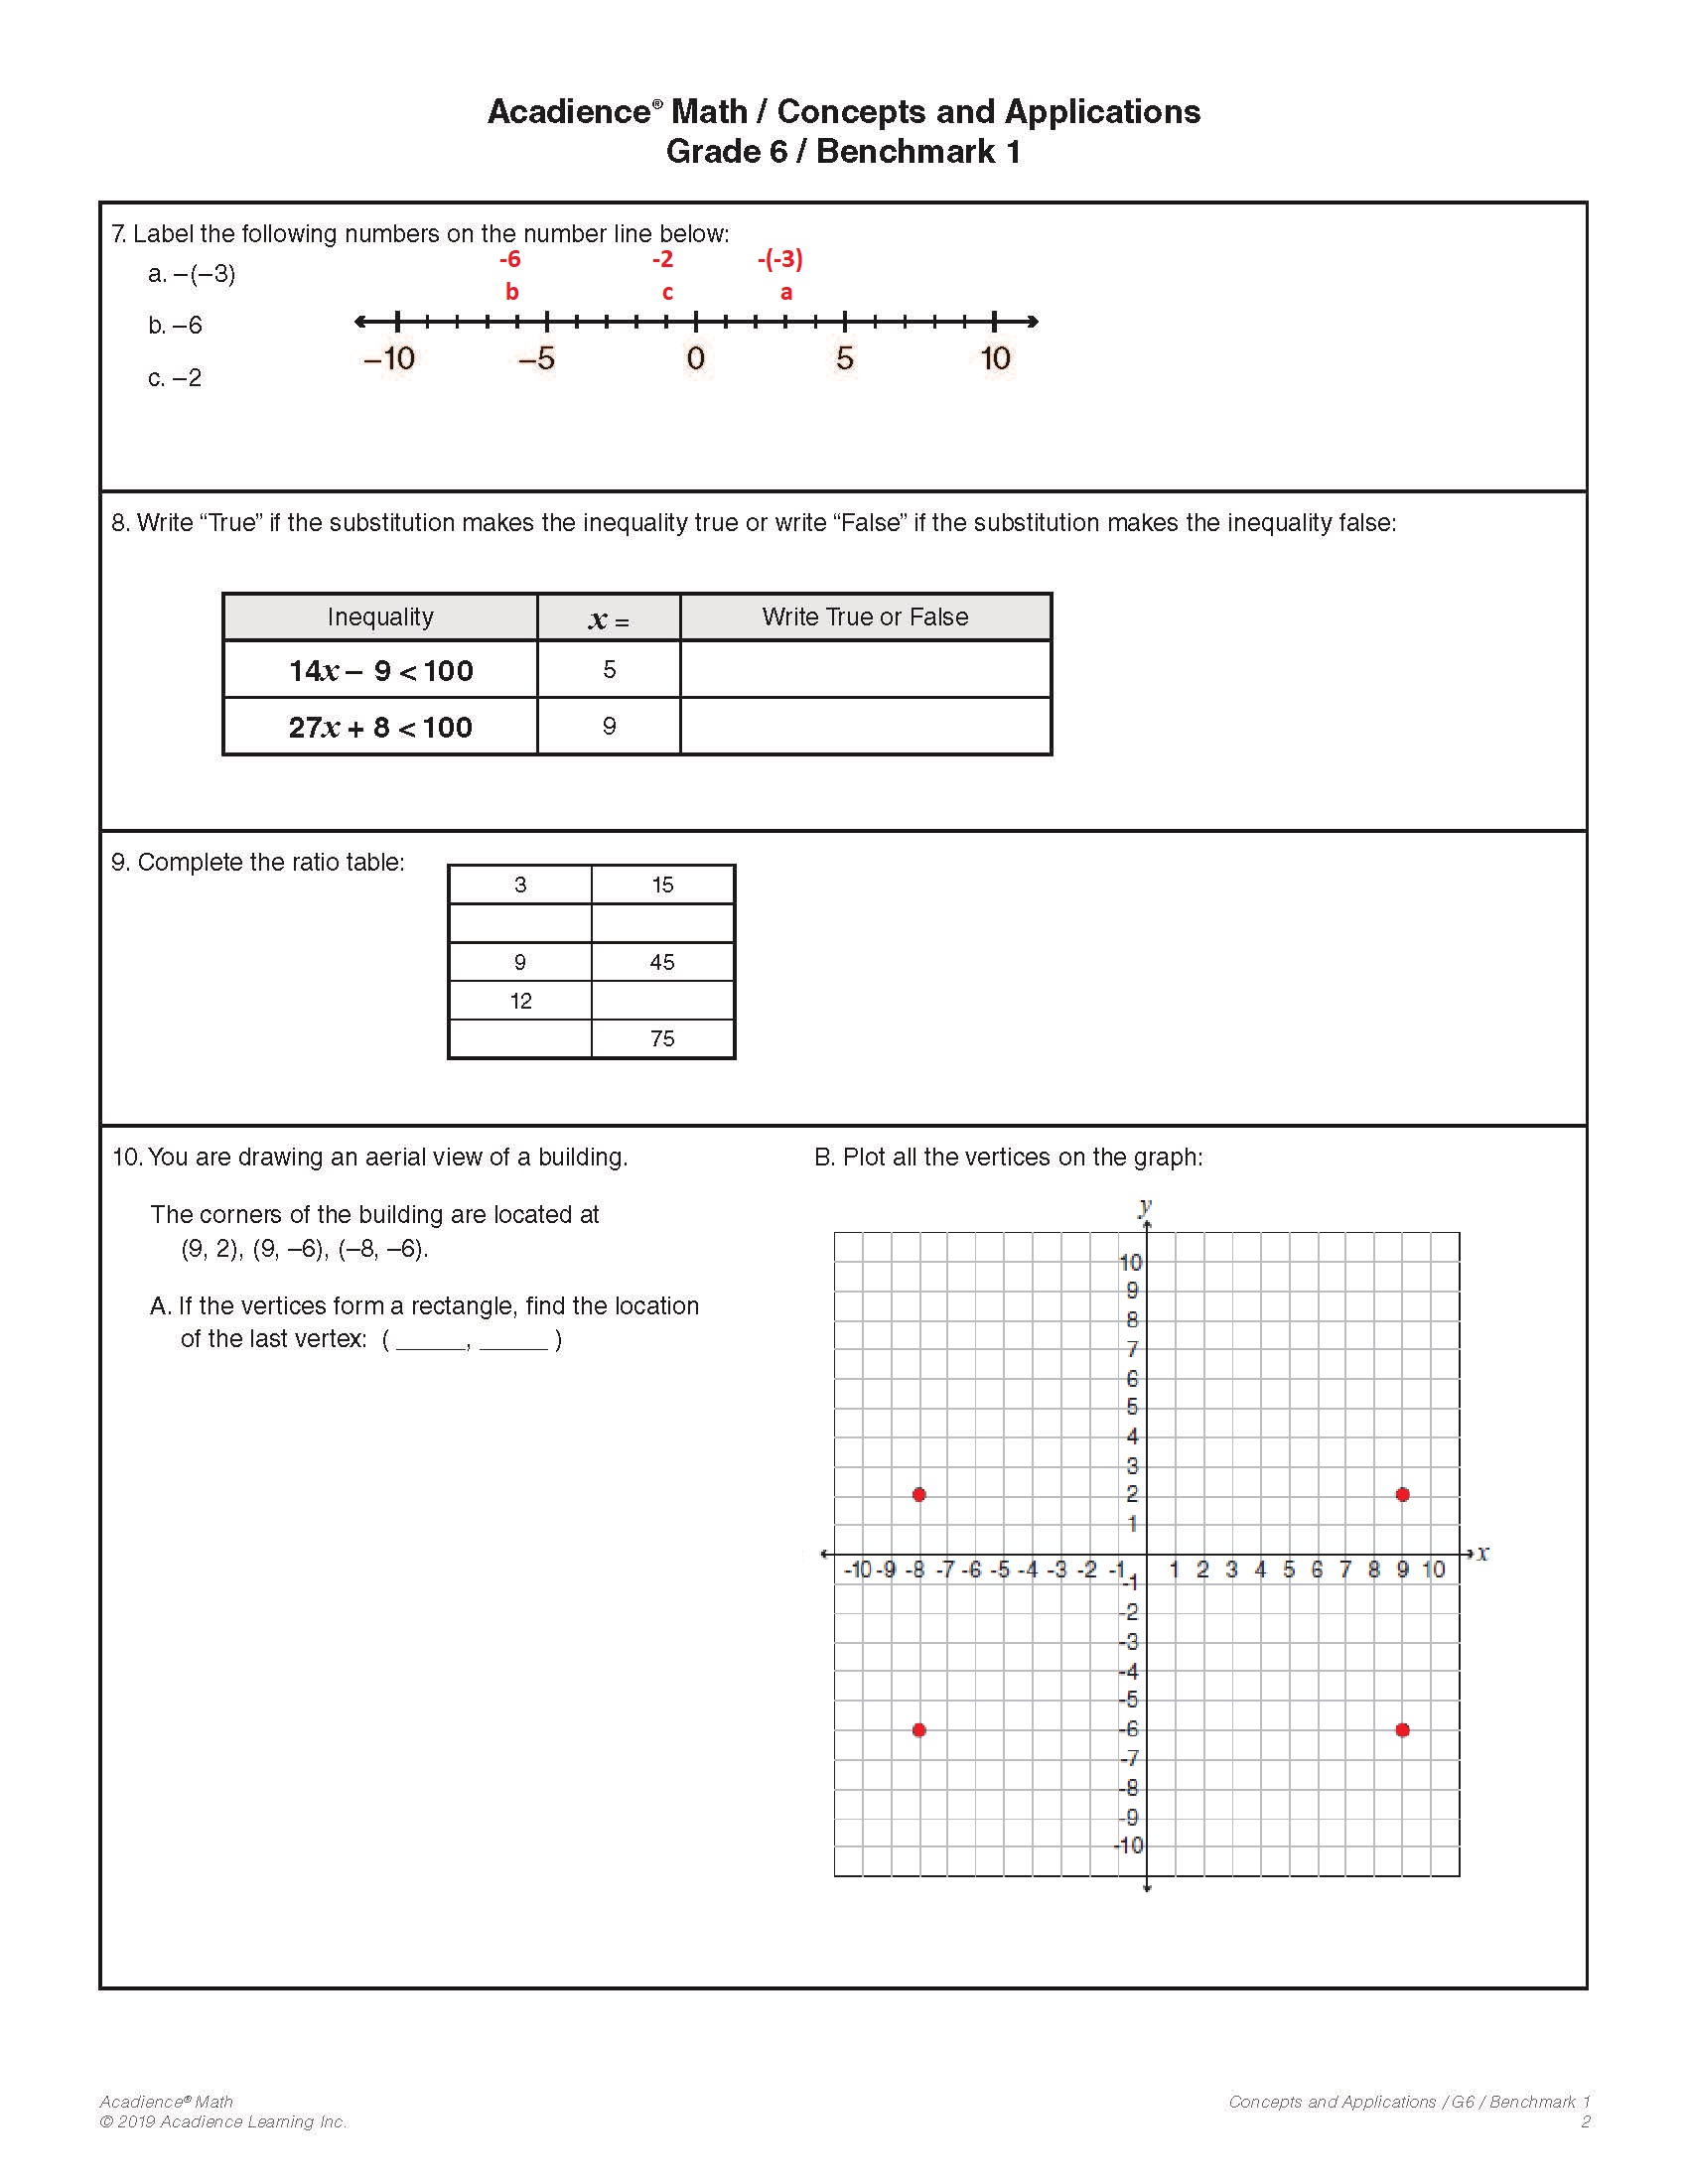 Acadience® Math / Concepts and Applications
Grade 6 / Benchmark 1
7. Label the following numbers on the number line below:
-6 -2 -(-3)
a. –(–3)
b c a
b. –6
–10 –5 0 5 10
c. –2
8. Write “True” if the substitution makes the inequality true or write “False” if the substitution makes the inequality false:
Inequality x = Write True or False
14x – 9 < 100 5
27x + 8 < 100 9
9. Complete the ratio table:
3 15
9 45
12
75
10. You are drawing an aerial view of a building.
The corners of the building are located at
(9, 2), (9, –6), (–8, –6).
A. If the vertices form a rectangle, find the location
of the last vertex: ( _____, _____ )
B. Plot all the vertices on the graph:
y
10
9
8
7
6
5
4
3
2
1
x
-10 -9 -8 -7 -6 -5 -4 -3 -2 -1 1 2 3 4 5 6 7 8 9 10
-1
-2
-3
-4
-5
-6
-7
-8
-9
-10
Acadience® Math
© 2019 Acadience Learning Inc.
Concepts and Applications / G6 / Benchmark 1
2